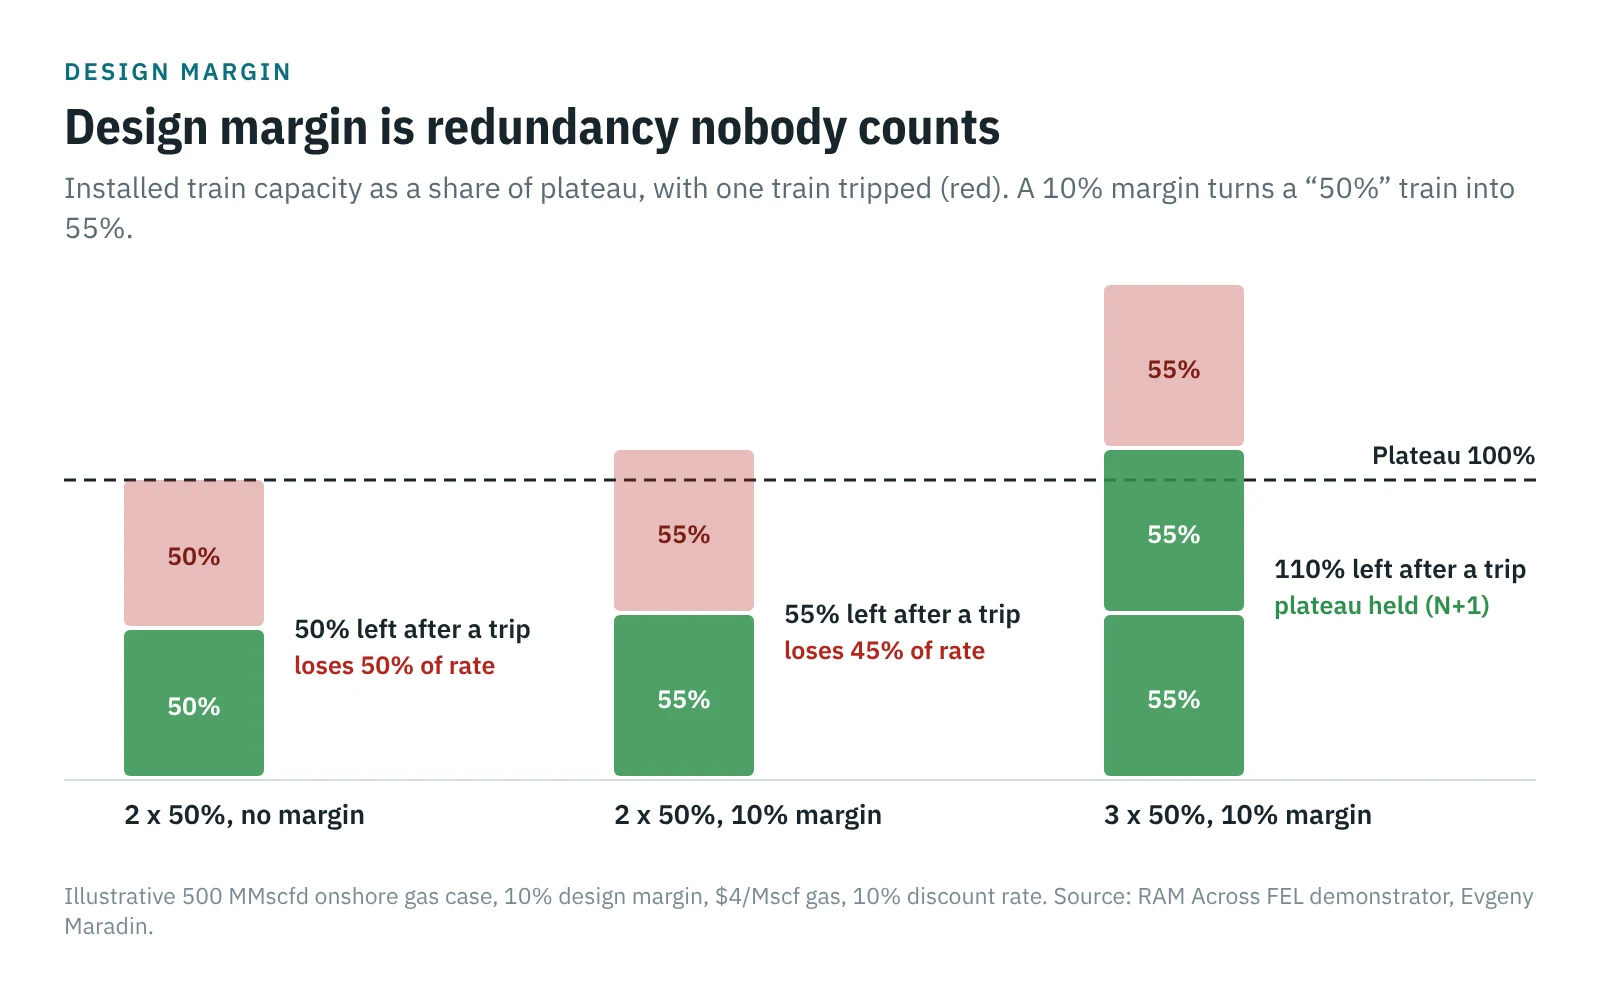 DESIGN MARGIN
Design margin is redundancy nobody counts
Installed train capacity as a share of plateau, with one train tripped (red). A 10% margin turns a “50%” train into
55%.
55%
Plateau 100%
50%
55%
55%
110% left after a trip
plateau held (N+1)
50% left after a trip
loses 50% of rate
55% left after a trip
loses 45% of rate
50%
55%
55%
2 x 50%, no margin
2 x 50%, 10% margin
3 x 50%, 10% margin
Illustrative 500 MMscfd onshore gas case, 10% design margin, $4/Mscf gas, 10% discount rate. Source: RAM Across FEL demonstrator, Evgeny
Maradin.